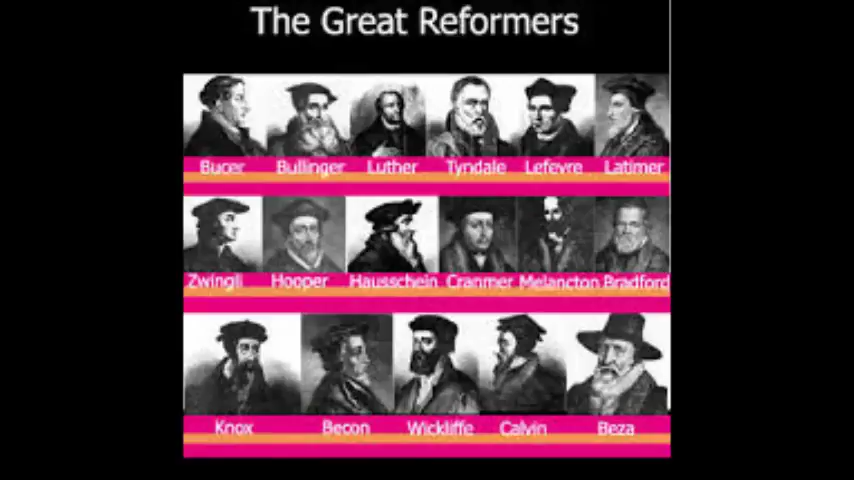 The Great Reformers
Bucer Bullinger Luther Tyndale Lefevre Latimer
Zwingli Hooper Hausschein Cranmer Melancton Bradford
Knox Becon Wickliffe Calvin Beza